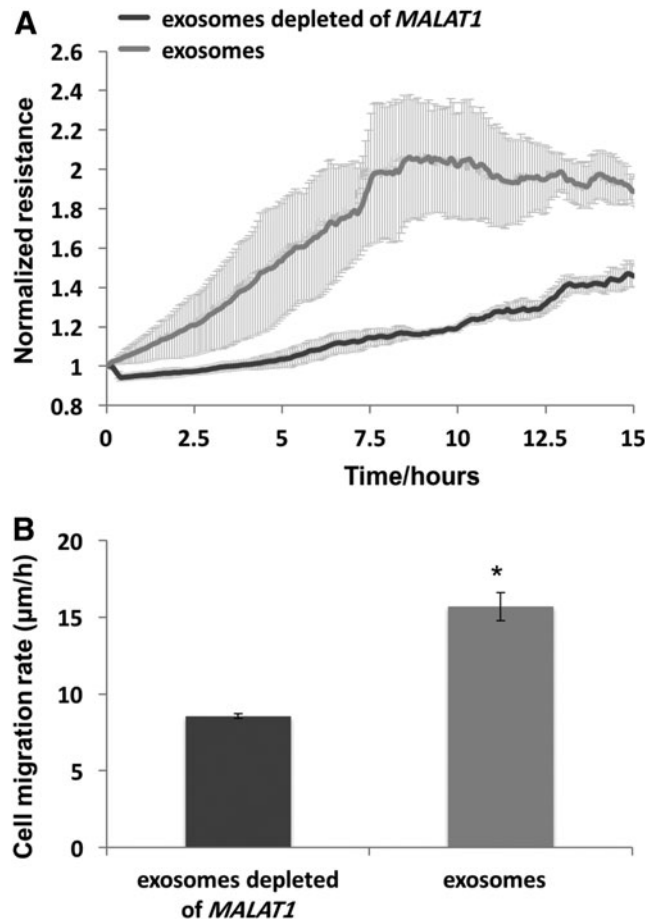 A
exosomes depleted of MALAT1
exosomes
Normalized resistance
2.6
2.4
2.2
2
1.8
1.6
1.4
1.2
1
0.8
0 2.5 5 7.5 10 12.5 15
Time/hours
B
Cell migration rate (μm/h)
20
15
10
5
0
*
exosomes depleted
of MALAT1
exosomes